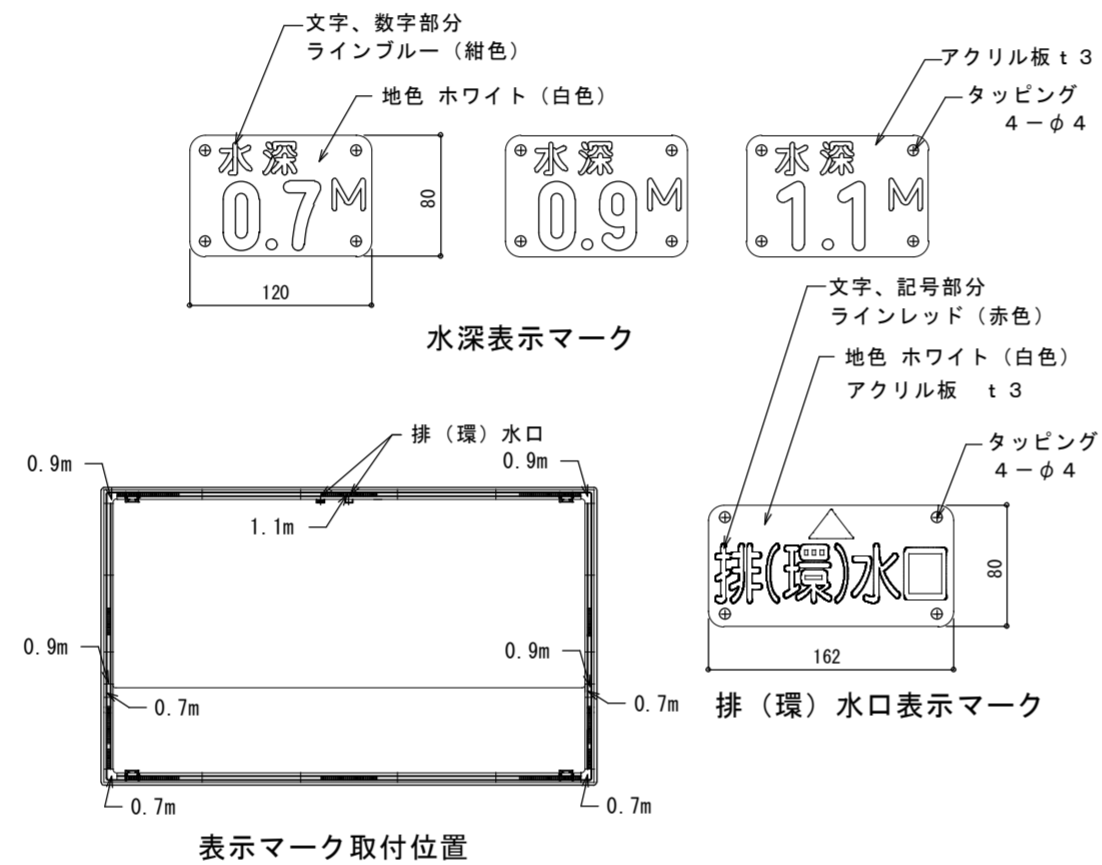 文字、数字部分
ラインブルー（紺色）
地色 ホワイト（白色）
アクリル板 t 3
タッピング
4－φ4
水深
0.7M
水深
0.9M
水深
1.1M
80
120
水深表示マーク
文字、記号部分
ラインレッド（赤色）
地色 ホワイト（白色）
アクリル板 t 3
タッピング
4－φ4
排(環)水口
80
162
排（環）水口表示マーク
排（環）水口
0.9m
0.9m
1.1m
0.9m
0.9m
0.7m
0.7m
0.7m
0.7m
表示マーク取付位置